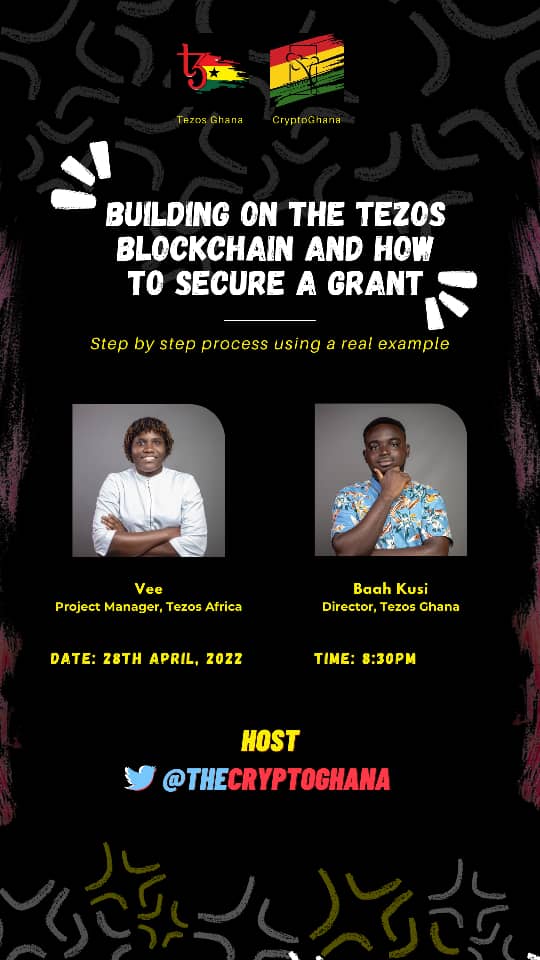 Tezos Ghana
CryptoGhana
BUILDING ON THE TEZOS
BLOCKCHAIN AND HOW
TO SECURE A GRANT
Step by step process using a real example
Vee
Project Manager, Tezos Africa
Baah Kusi
Director, Tezos Ghana
DATE: 28TH APRIL, 2022
TIME: 8:30PM
HOST
@THECRYPTOGHANA